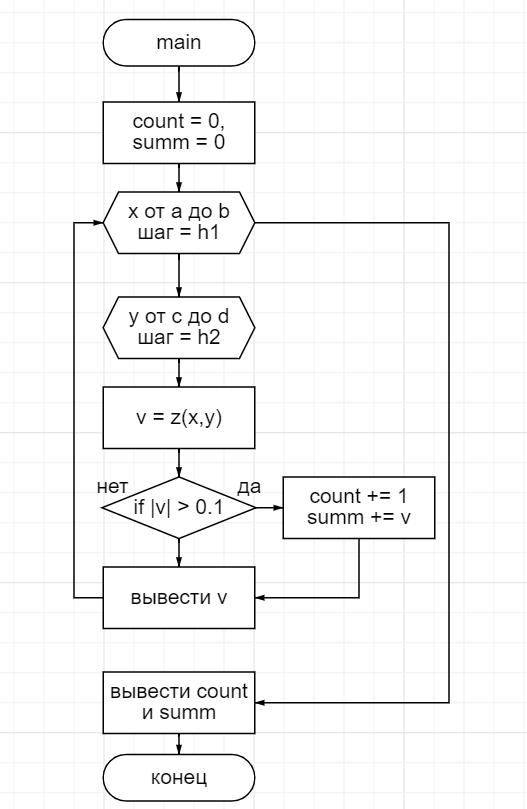 main
count = 0,
summ = 0
x от a до b
шаг = h1
y от c до d
шаг = h2
v = z(x,y)
нет
да
if |v| > 0.1
count += 1
summ += v
вывести v
вывести count
и summ
конец